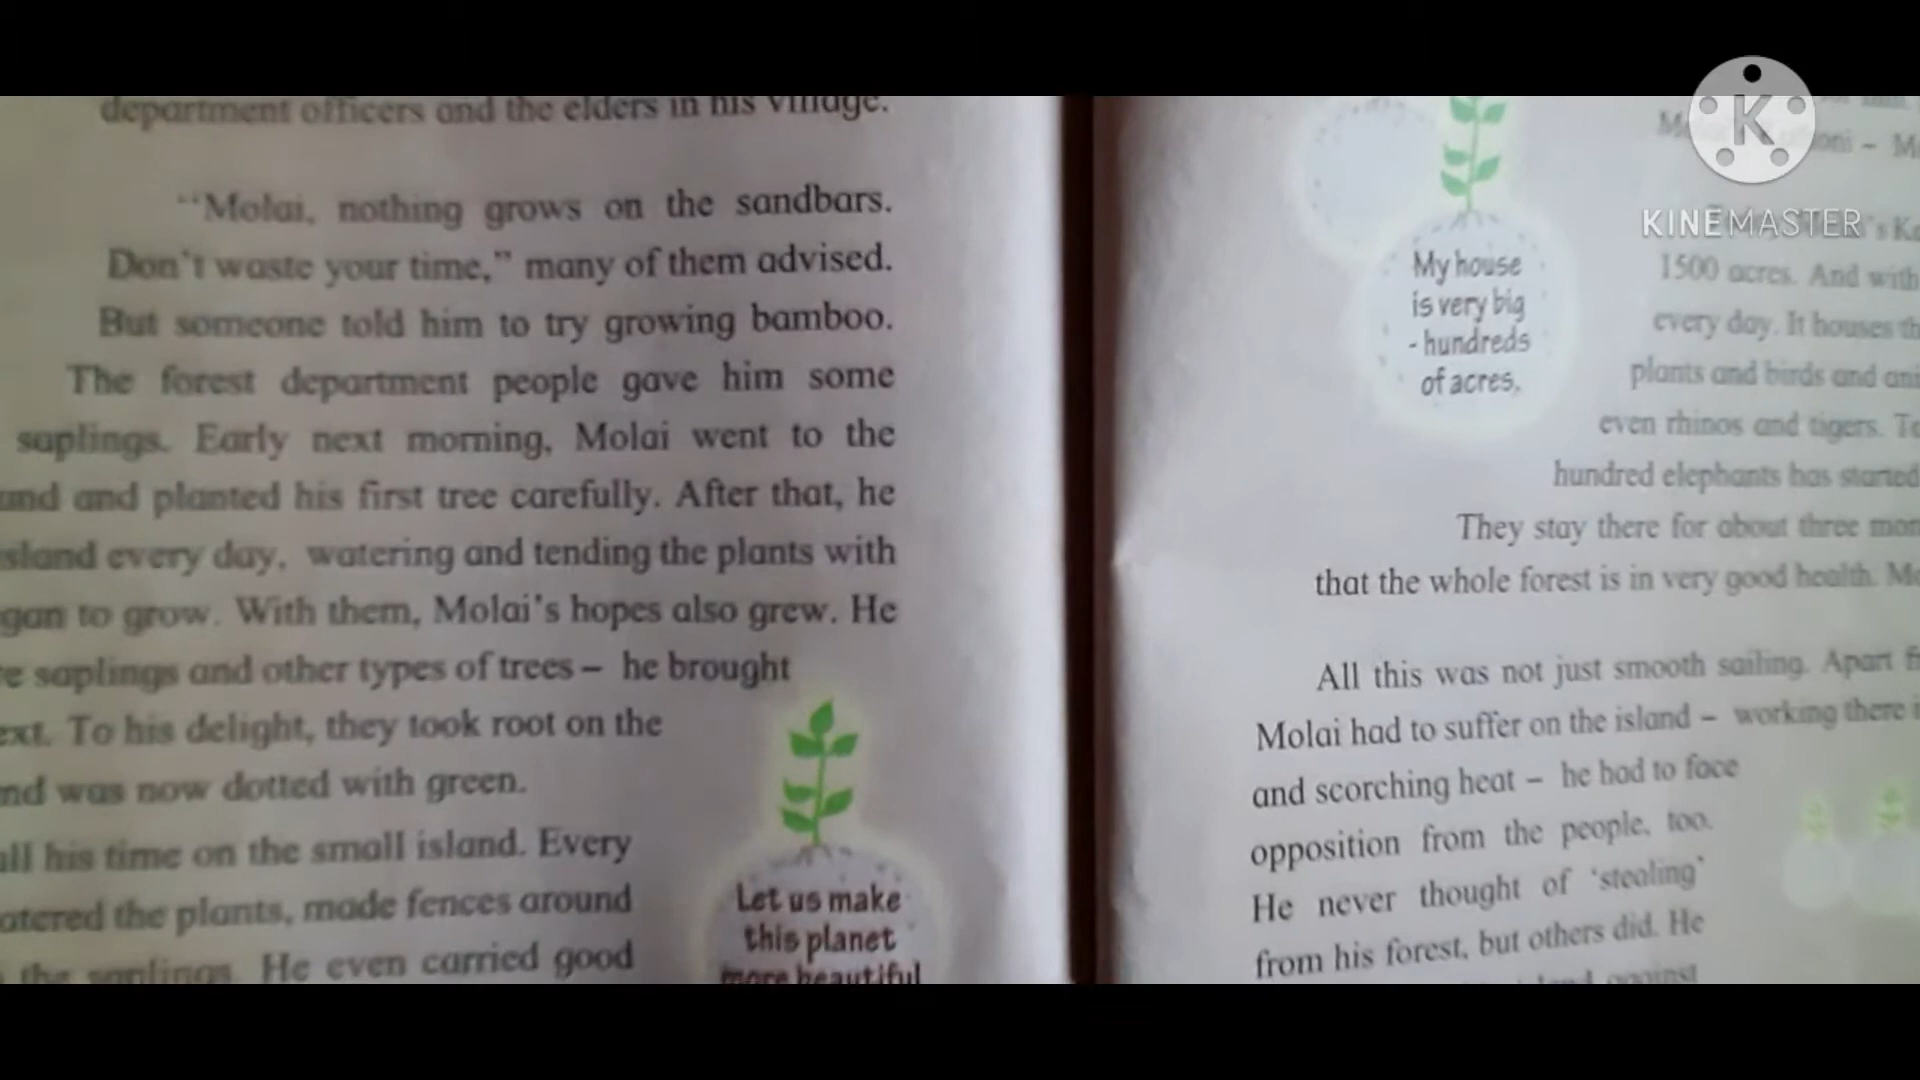 department officers and the elders in his village.
“Molai, nothing grows on the sandbars.
Don't waste your time,” many of them advised.
But someone told him to try growing bamboo.
The forest department people gave him some
saplings. Early next morning, Molai went to the
and planted his first tree carefully. After that, he
every day, watering and tending the plants with
to grow. With them, Molai's hopes also grew. He
saplings and other types of trees – he brought
To his delight, they took root on the
was now dotted with green.
all his time on the small island. Every
the plants, made fences around
the saplings. He even carried good
Let us make
this planet
more beautiful
My house
is very big
- hundreds
of acres.
1500 acres. And with
every day. It houses
plants and birds and
even rhinos and tigers.
hundred elephants has started
They stay there for about three
that the whole forest is in very good health.
All this was not just smooth sailing. Apart
Molai had to suffer on the island – working there
and scorching heat – he had to face
opposition from the people, too.
He never thought of ‘stealing’
from his forest, but others did. He
against
K
KINEMASTER